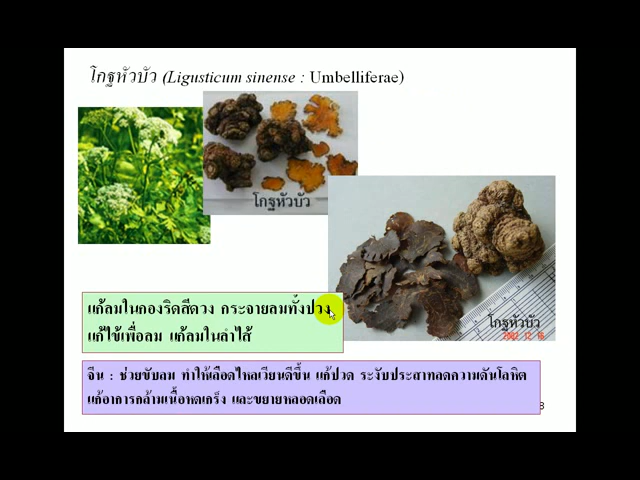 โกฐหัวบัว (Ligusticum sinense : Umbelliferae)
โกฐหัวบัว
โกฐหัวบัว
2002 12 16
แก้ลมในกองริดสีดวง กระจายลมทั้งปวง
แก้ไข้เพื่อลม แก้ลมในลำไส้
จีน : ช่วยขับลม ทำให้เลือดไหลเวียนดีขึ้น แก้ปวด ระงับประสาทลดความดันโลหิต
แก้อาการกล้ามเนื้อหดเกร็ง และขยายหลอดเลือด